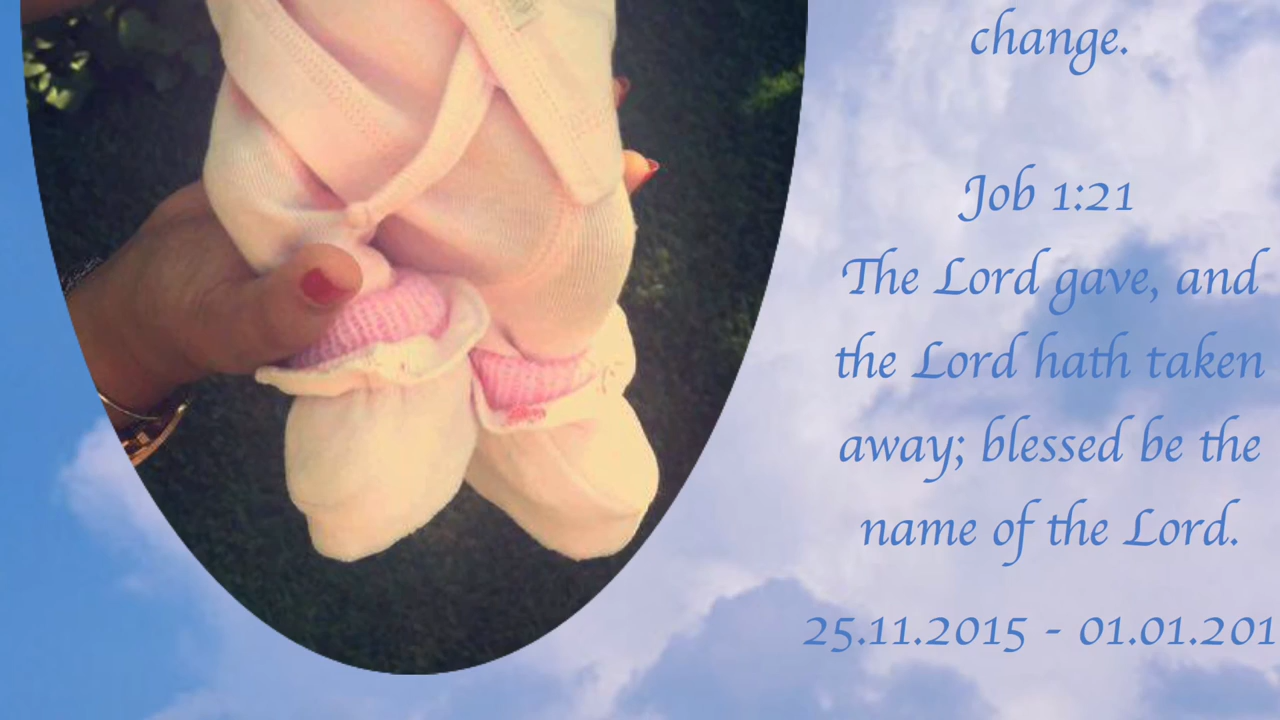 change.
Job 1:21
The Lord gave, and
the Lord hath taken
away; blessed be the
name of the Lord.
25.11.2015 - 01.01.201